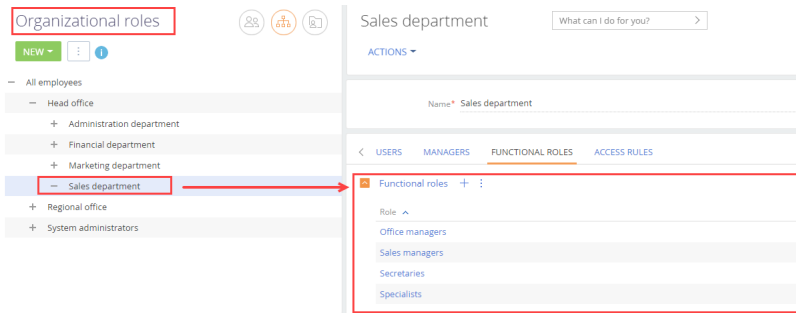 Organizational roles
NEW
All employees
Head office
Administration department
Financial department
Marketing department
Sales department
Regional office
System administrators
Sales department
What can I do for you?
ACTIONS
Name* Sales department
USERS MANAGERS FUNCTIONAL ROLES ACCESS RULES
Functional roles
Role
Office managers
Sales managers
Secretaries
Specialists